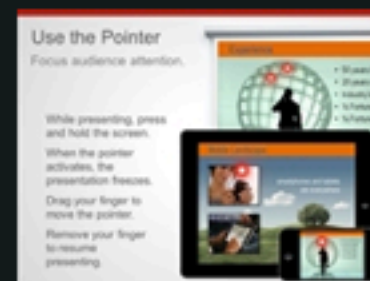 Use the Pointer
Focus audience attention.
Experience
While presenting, press
and hold the screen.
When the pointer
activates, the
presentation freezes.
Drag your finger to
move the pointer.
Remove your finger
to resume
presenting.